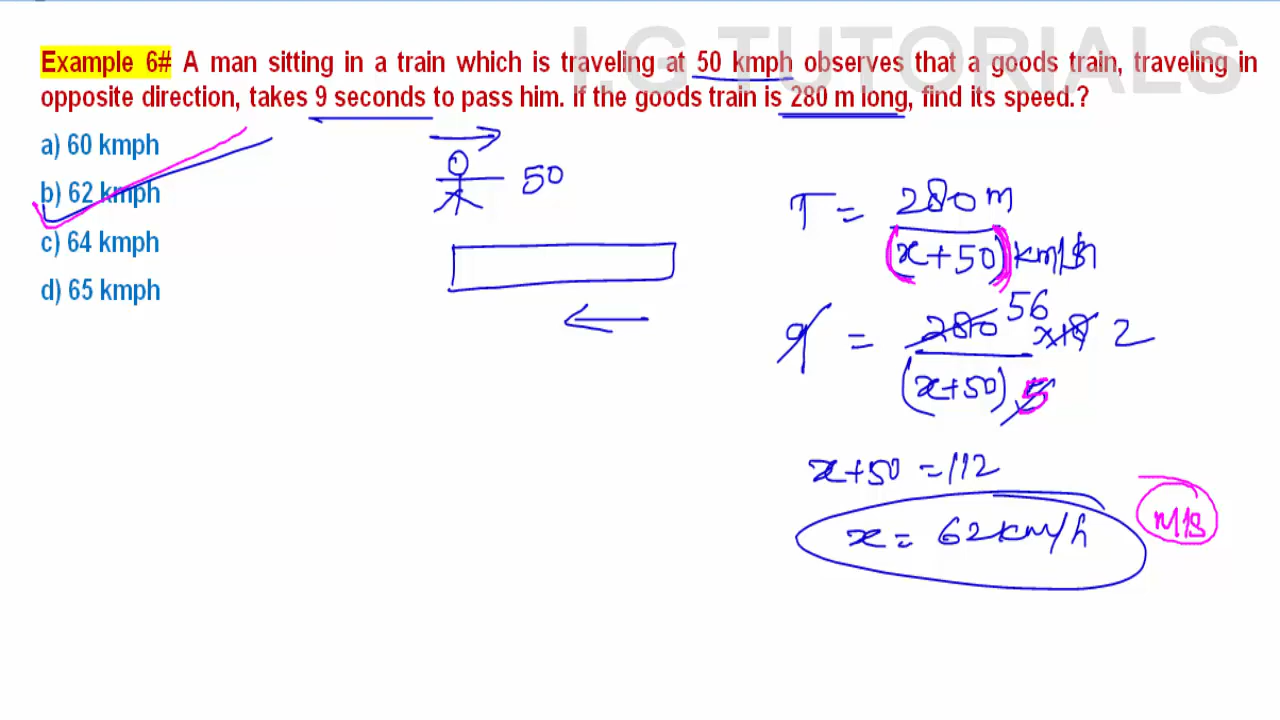 I.G TUTORIALS
Example 6# A man sitting in a train which is traveling at 50 kmph observes that a goods train, traveling in
opposite direction, takes 9 seconds to pass him. If the goods train is 280 m long, find its speed.?
a) 60 kmph
b) 62 kmph
c) 64 kmph
d) 65 kmph
50
T = 280 m
(x+50) km/h
9 = 280 56 x 18 2
(x+50) 5
x+50 = 112
x = 62 km/h
m/s